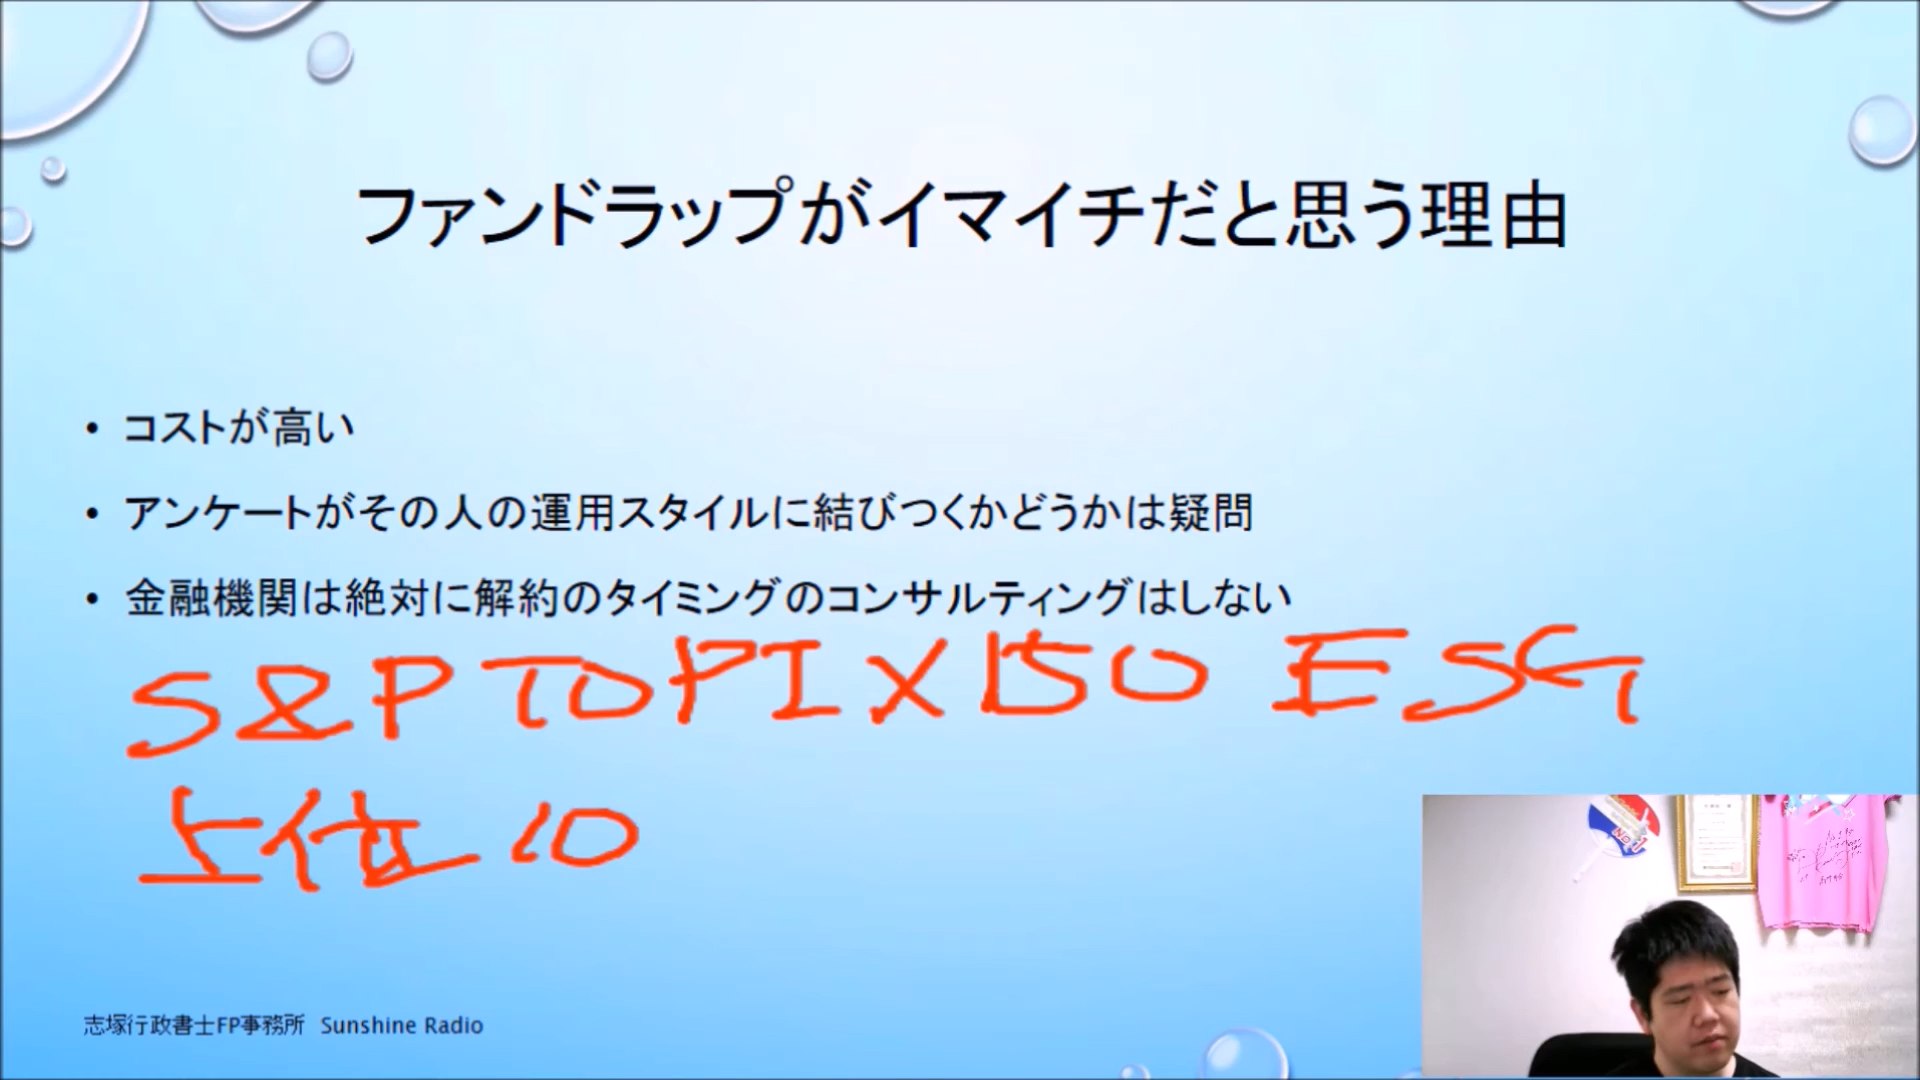 ファンドラップがイマイチだと思う理由
• コストが高い
• アンケートがその人の運用スタイルに結びつくかどうかは疑問
• 金融機関は絶対に解約のタイミングのコンサルティングはしない
S&P TOPIX150 ESG
上位10
志塚行政書士FP事務所 Sunshine Radio